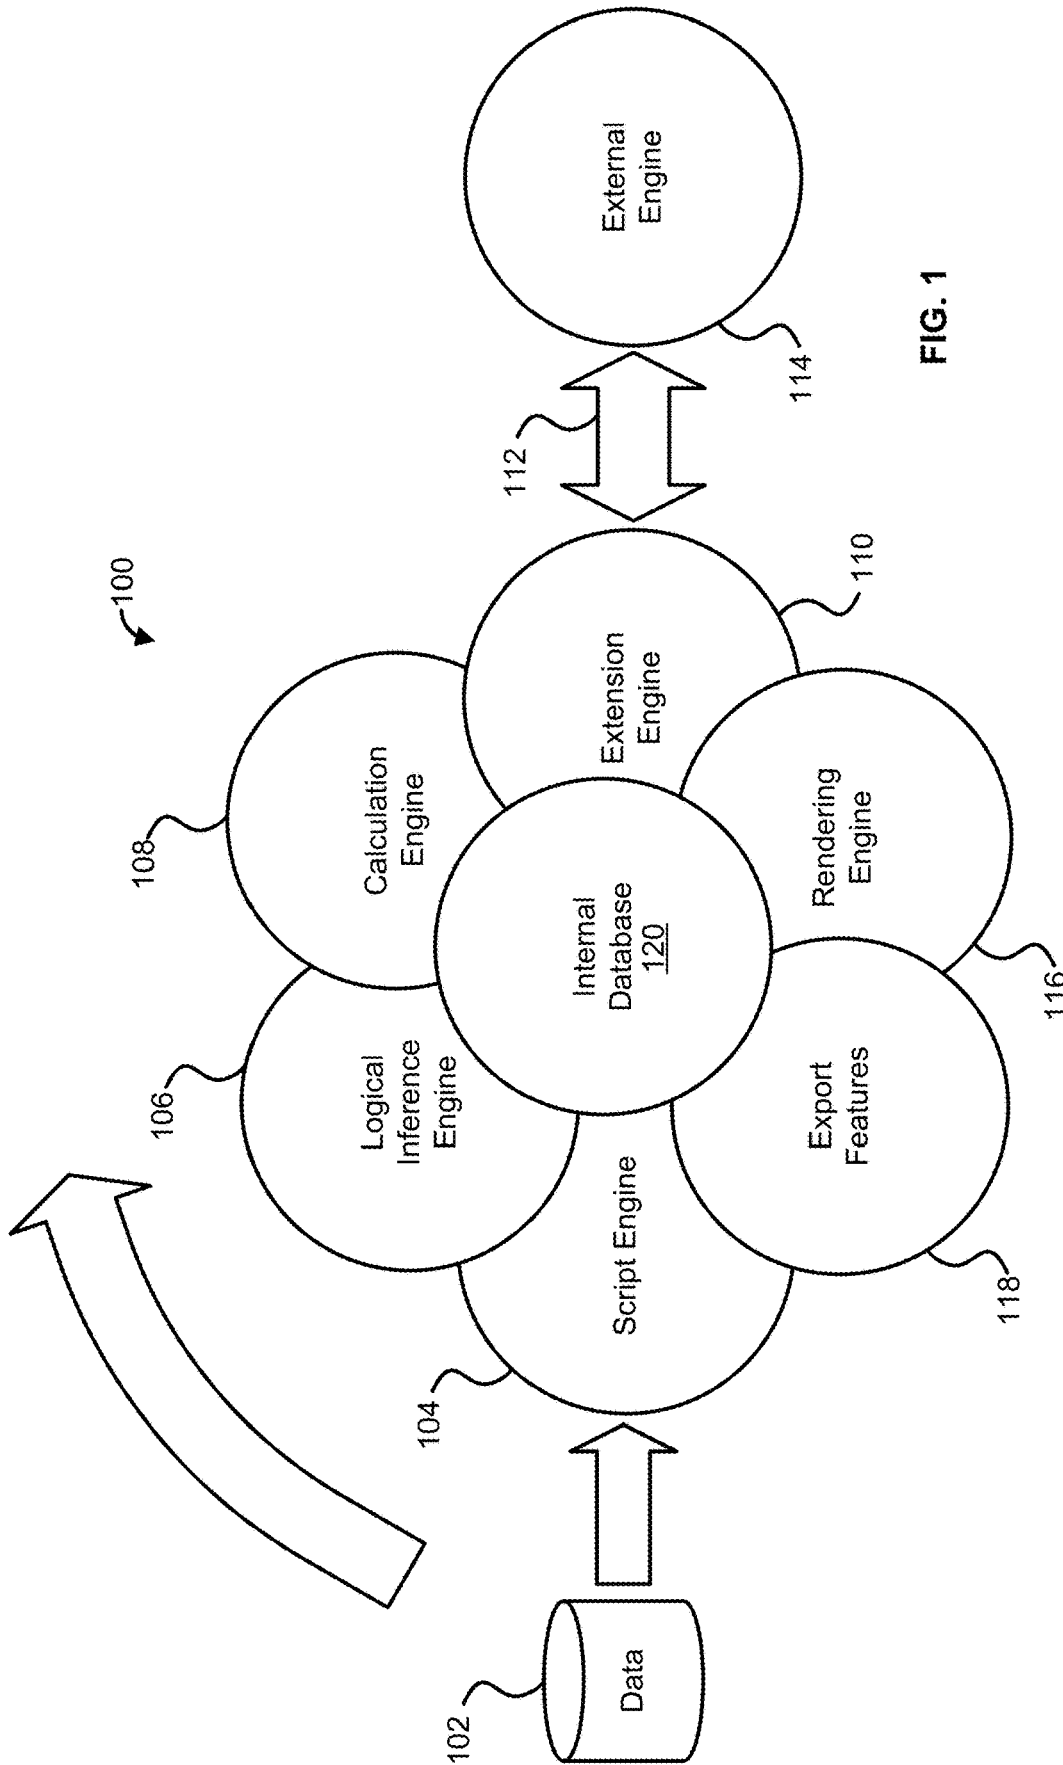 100
108
Calculation
Engine
106
Logical
Inference
Engine
104
Script Engine
102
Data
Internal
Database
120
Extension
Engine
110
112
External
Engine
114
Rendering
Engine
116
Export
Features
118
FIG. 1